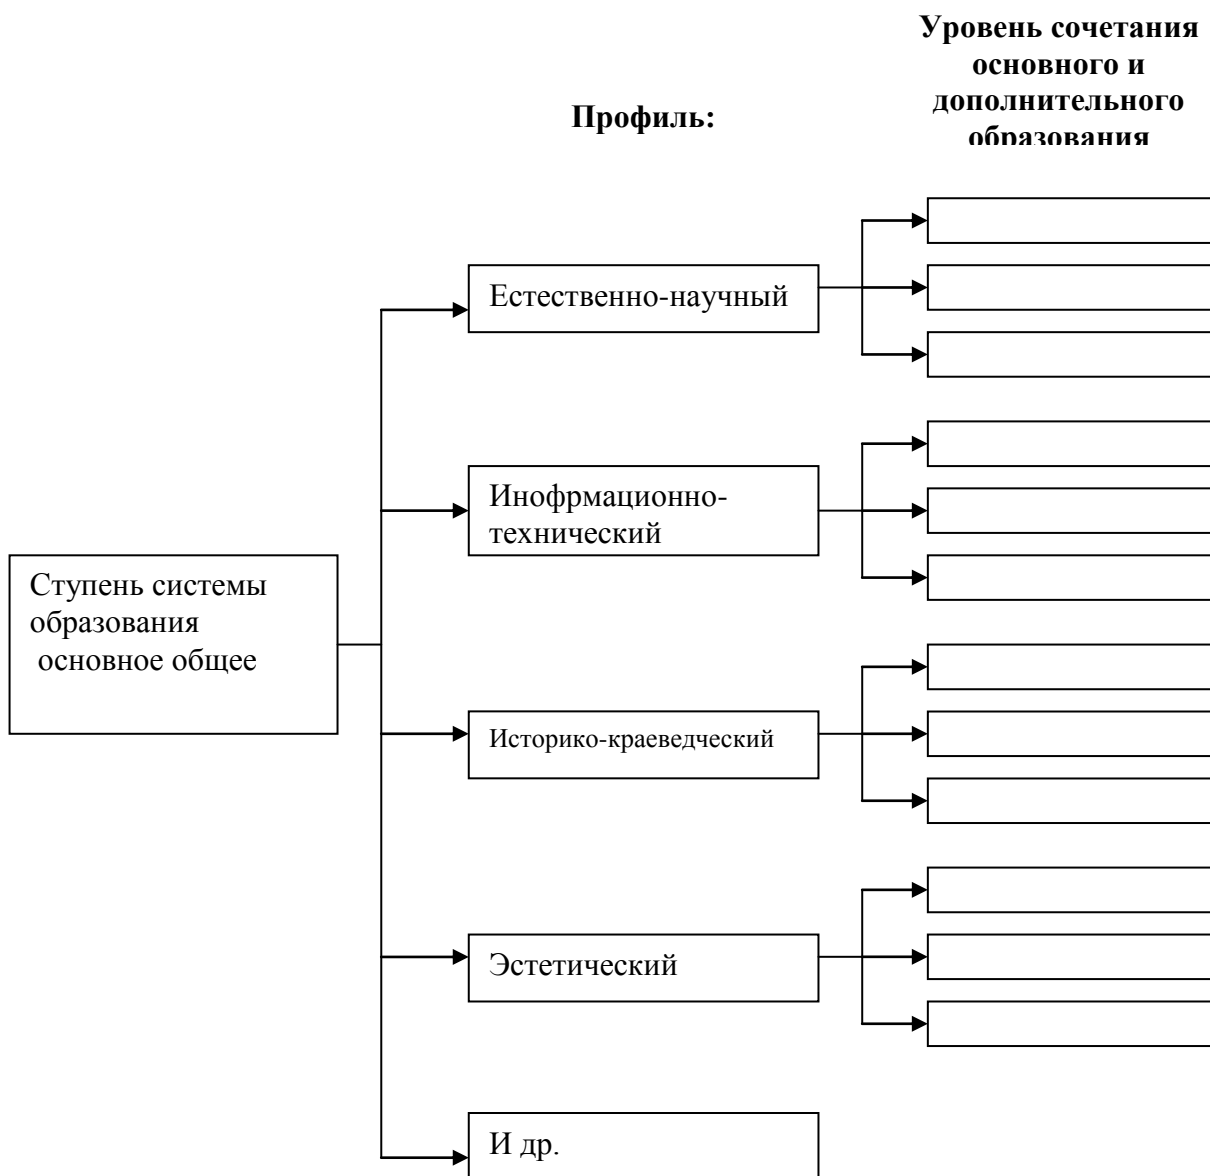 Уровень сочетания
основного и
дополнительного
образования
Профиль:
Естественно-научный
Инофрмационно-
технический
Ступень системы
образования
основное общее
Историко-краеведческий
Эстетический
И др.